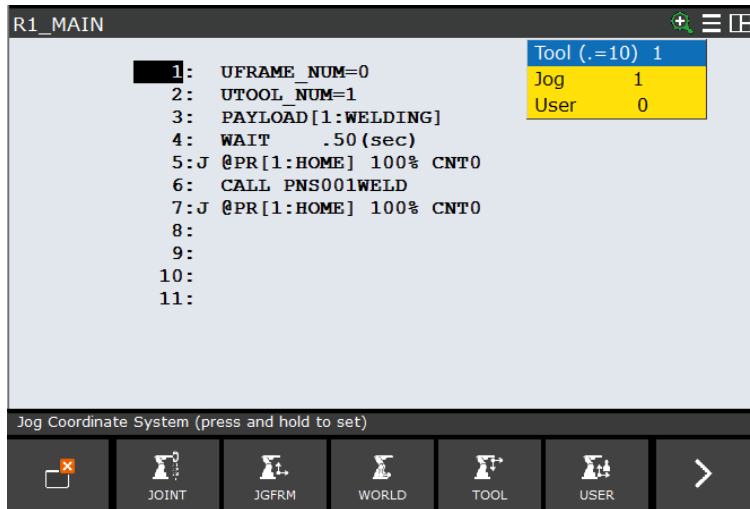 R1_MAIN
Tool (.=10) 1
Jog 1
User 0
1: UFRAME_NUM=0
2: UTOOL_NUM=1
3: PAYLOAD[1:WELDING]
4: WAIT .50(sec)
5:J @PR[1:HOME] 100% CNT0
6: CALL PNS001WELD
7:J @PR[1:HOME] 100% CNT0
8:
9:
10:
11:
Jog Coordinate System (press and hold to set)
JOINT JGFRM WORLD TOOL USER